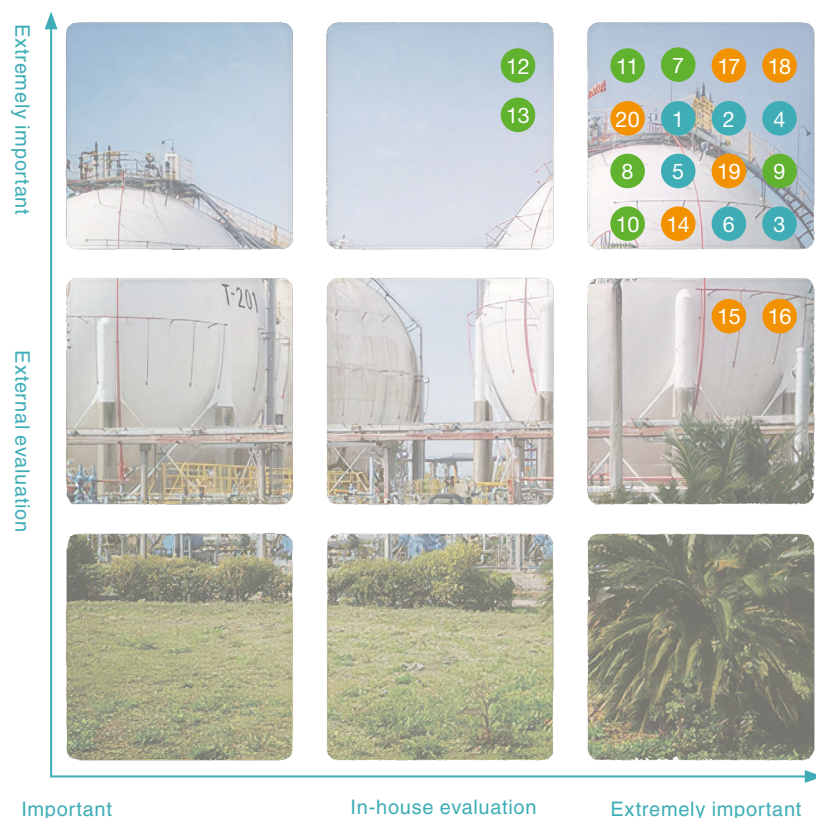 Extremely important
12
11 7 17 18
13
20 1 2 4
8 5 19 9
10 14 6 3
External evaluation
T-201
15 16
Important
In-house evaluation
Extremely important